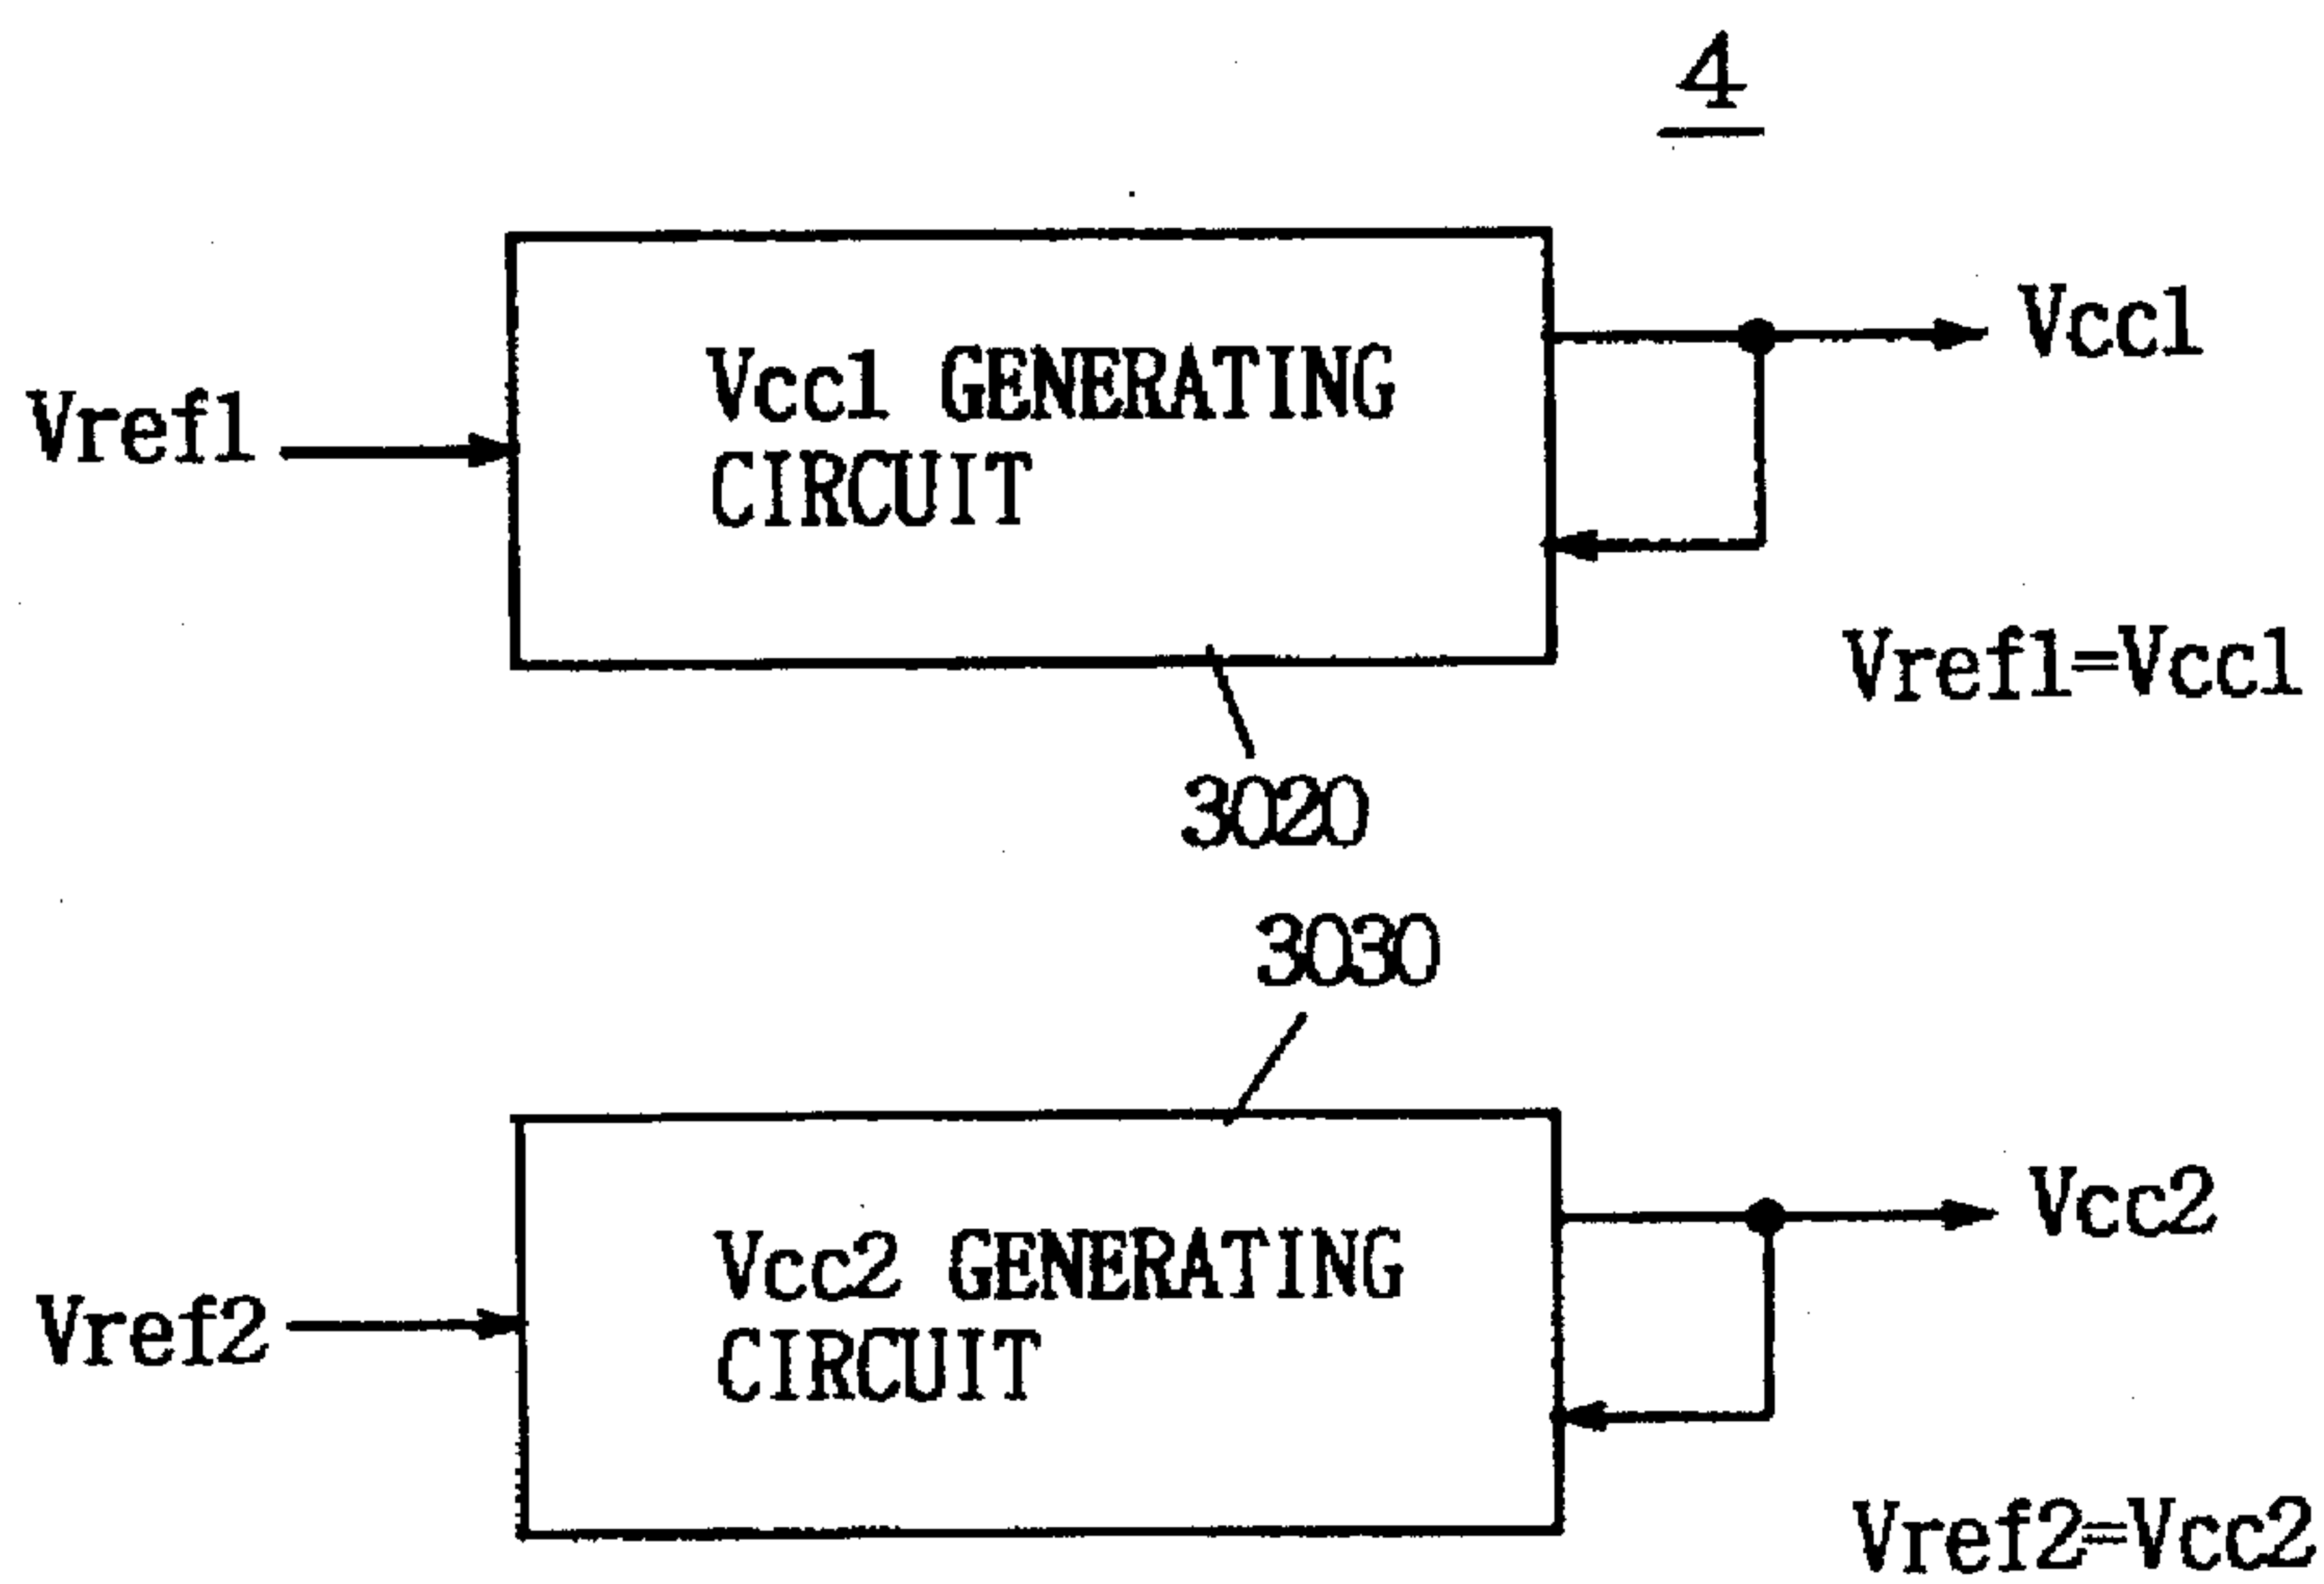 4
Vcc1
Vcc1 GENERATING
CIRCUIT
Vref1
Vref1=Vcc1
3020
3030
Vcc2
Vcc2 GENERATING
CIRCUIT
Vref2
Vref2=Vcc2